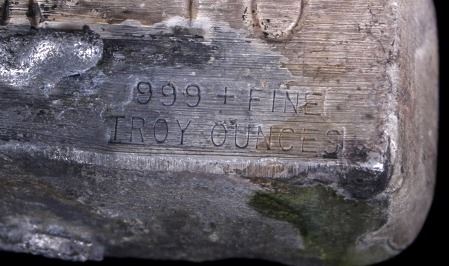 999 + FINE
TROY OUNCES